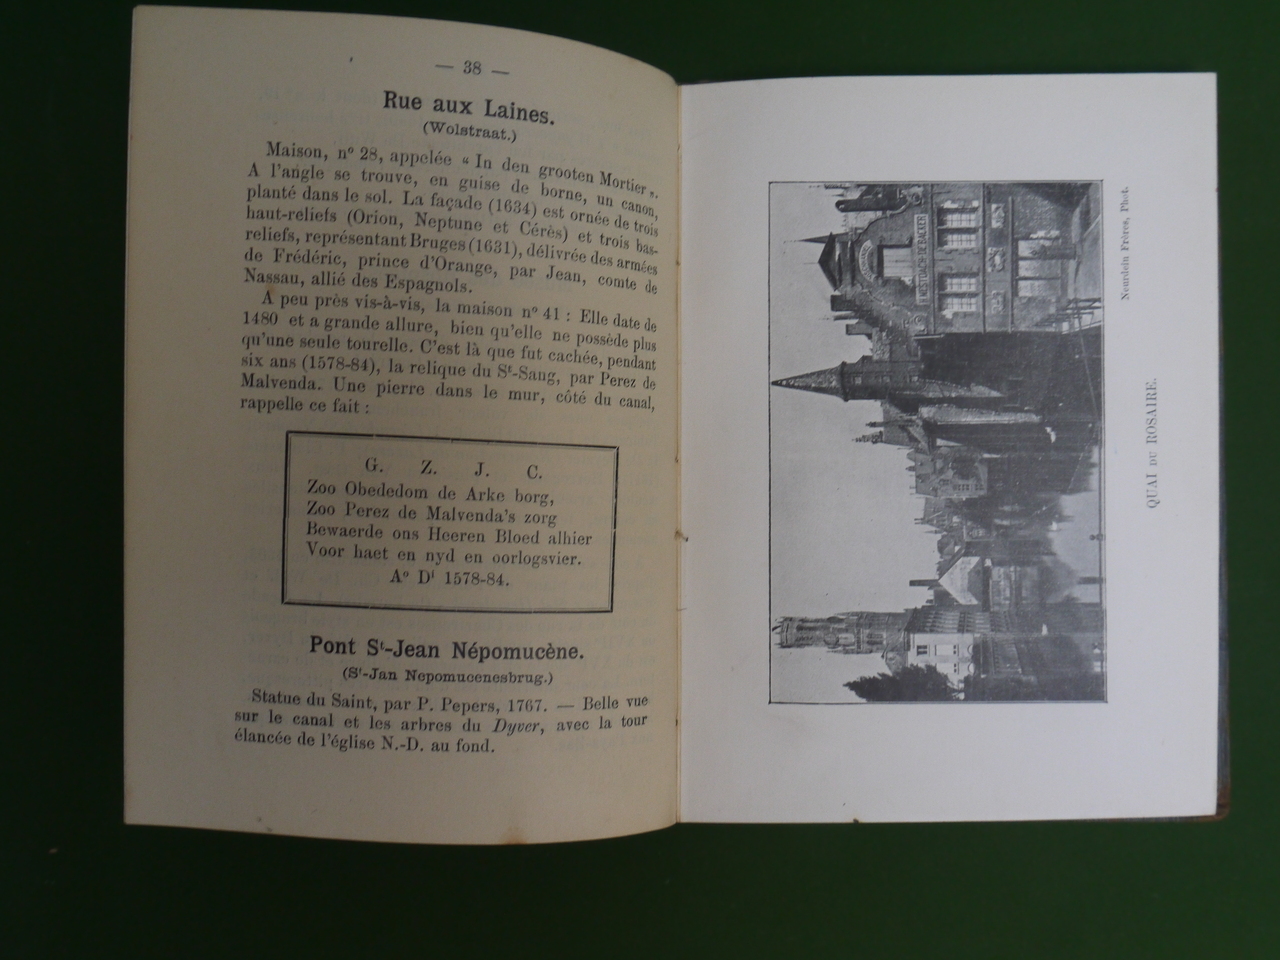 — 38 —
Rue aux Laines.
(Wolstraat.)
Maison, nº 28, appelée “ In den grooten Mortier „.
A l'angle se trouve, en guise de borne, un canon,
planté dans le sol. La façade (1634) est ornée de trois
haut-reliefs (Orion, Neptune et Cérès) et trois bas-
reliefs, représentant Bruges (1631), délivrée des armées
de Frédéric, prince d'Orange, par Jean, comte de
Nassau, allié des Espagnols.
A peu près vis-à-vis, la maison nº 41 : Elle date de
1480 et a grande allure, bien qu'elle ne possède plus
qu'une seule tourelle. C'est là que fut cachée, pendant
six ans (1578-84), la relique du Sᵗ-Sang, par Perez de
Malvenda. Une pierre dans le mur, côté du canal,
rappelle ce fait :
G. Z. J. C.
Zoo Obededom de Arke borg,
Zoo Perez de Malvenda's zorg
Bewaerde ons Heeren Bloed alhier
Voor haet en nyd en oorlogsvier.
Aº Dⁱ 1578-84.
Pont Sᵗ-Jean Népomucène.
(Sᵗ-Jan Nepomucenesbrug.)
Statue du Saint, par P. Pepers, 1767. — Belle vue
sur le canal et les arbres du Dyver, avec la tour
élancée de l'église N.-D. au fond.
Neurdein Frères, Phot.
QUAI DU ROSAIRE.